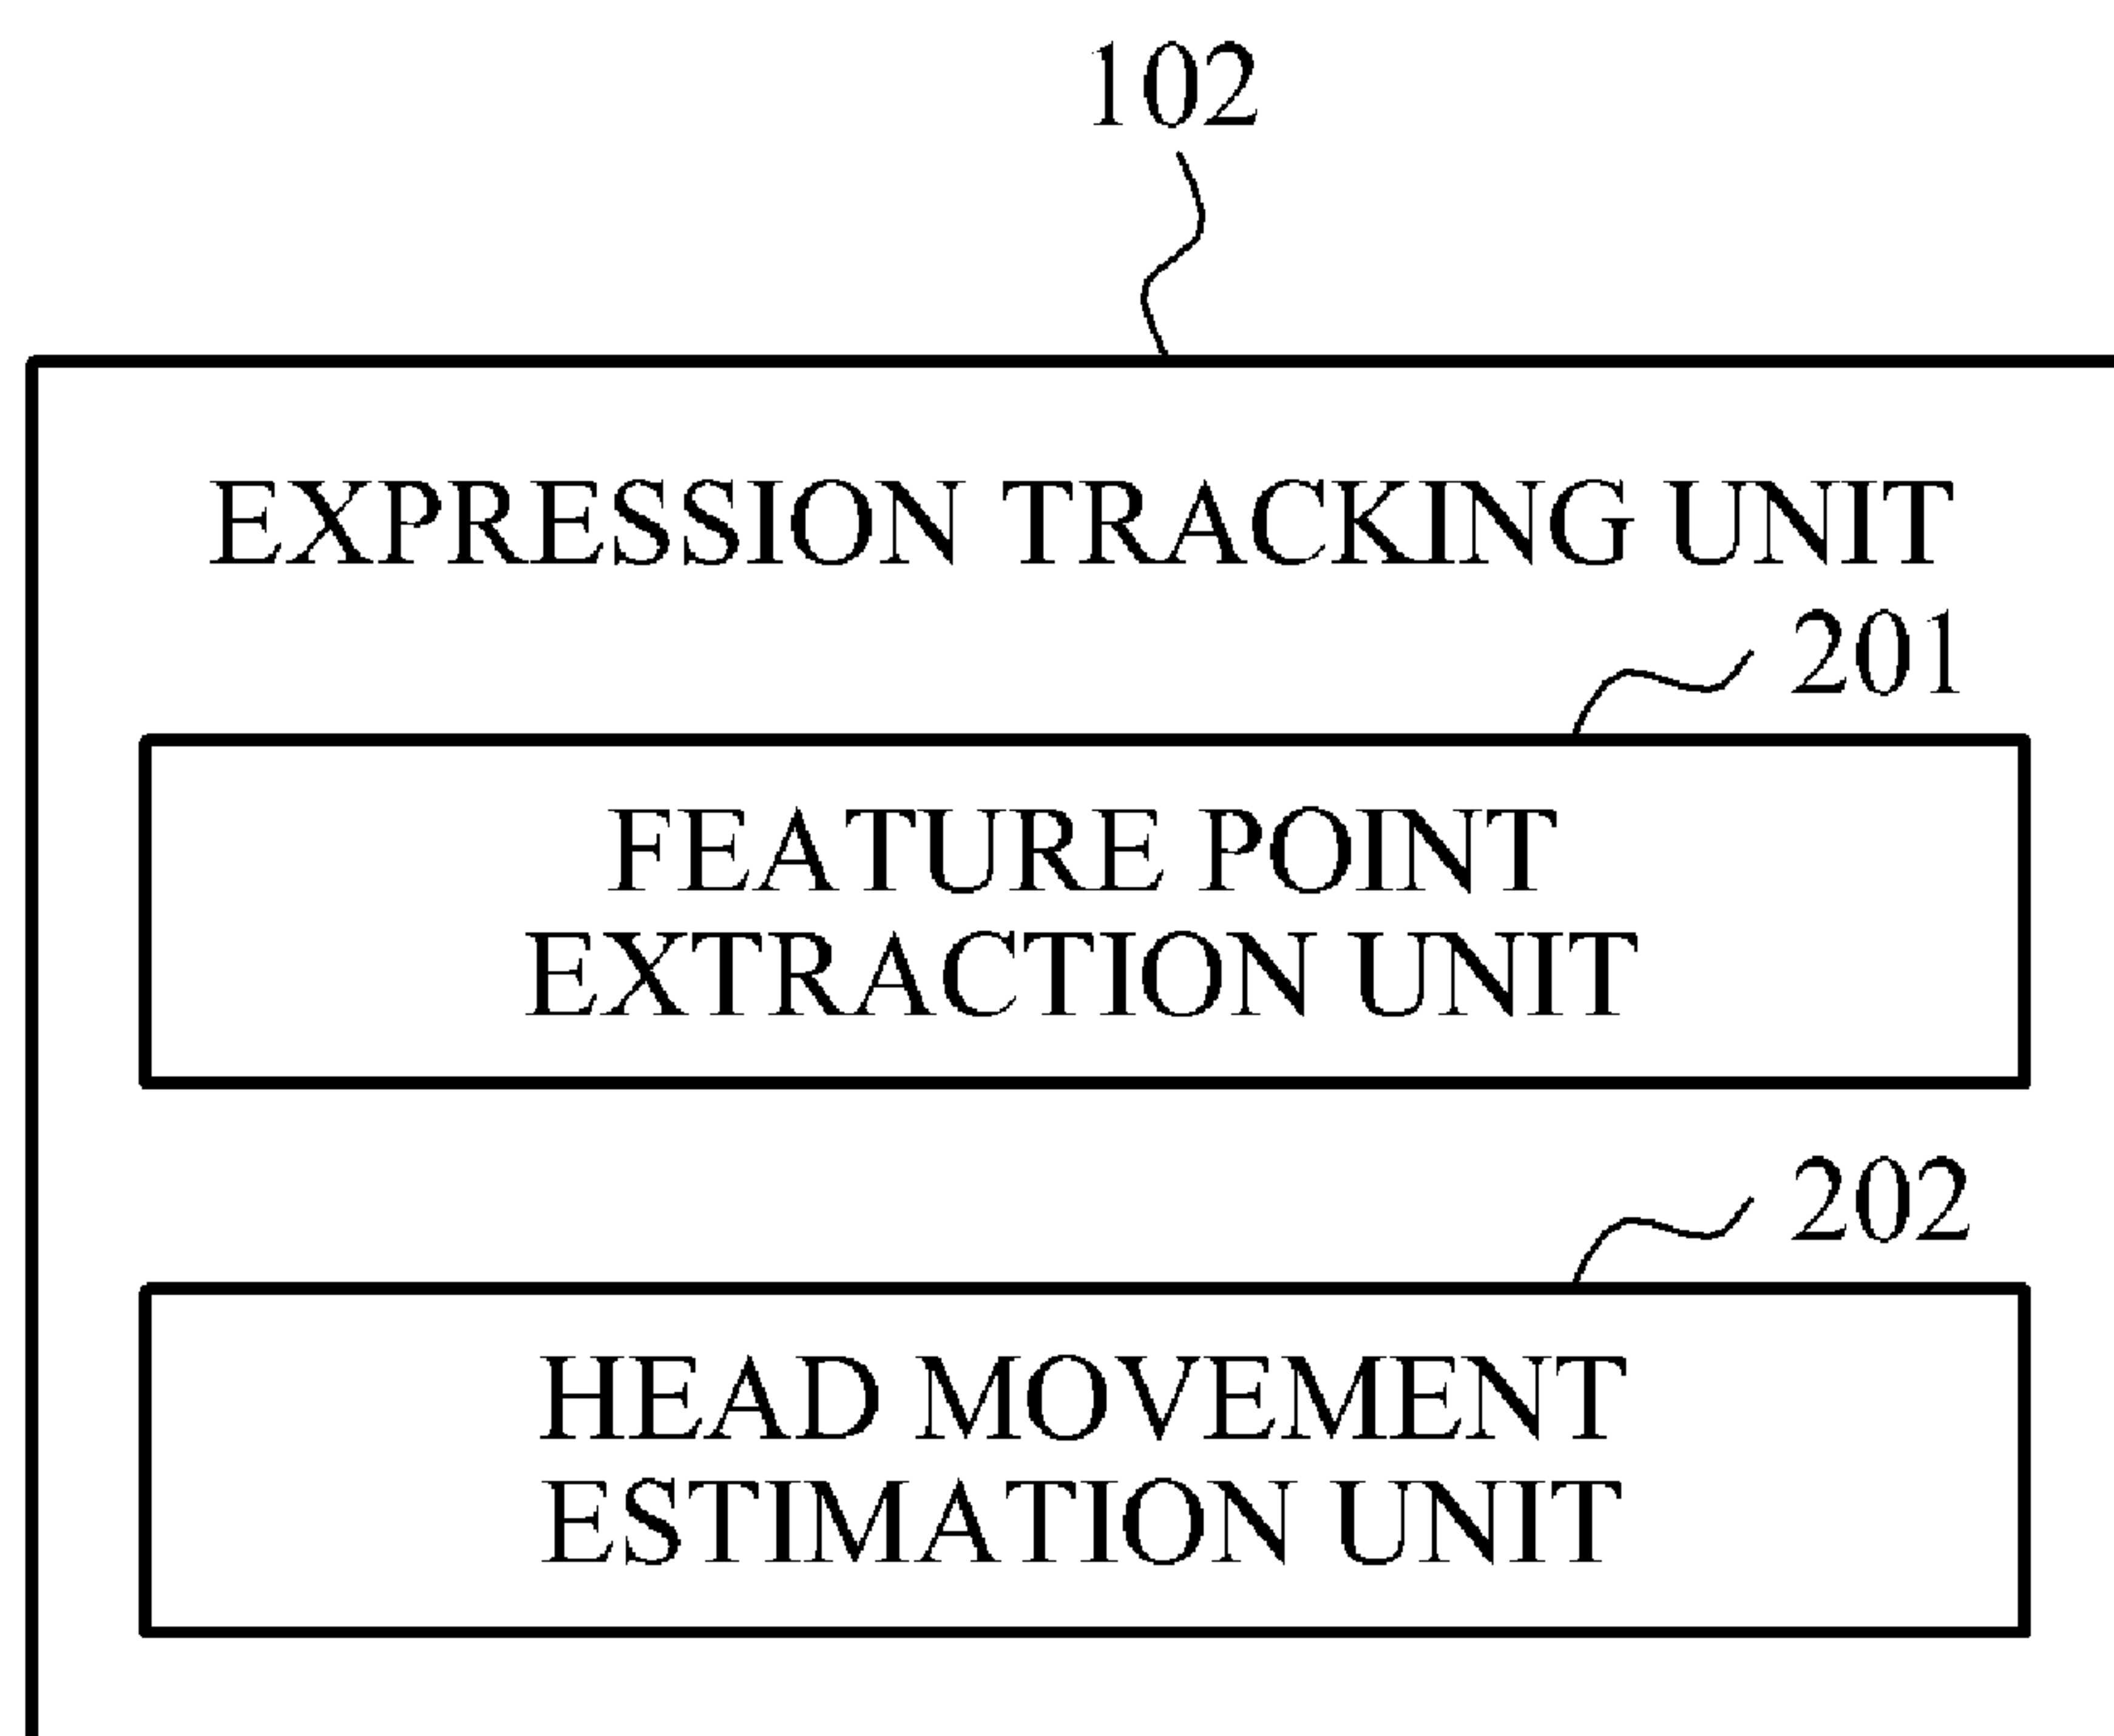 102
EXPRESSION TRACKING UNIT
201
FEATURE POINT
EXTRACTION UNIT
202
HEAD MOVEMENT
ESTIMATION UNIT